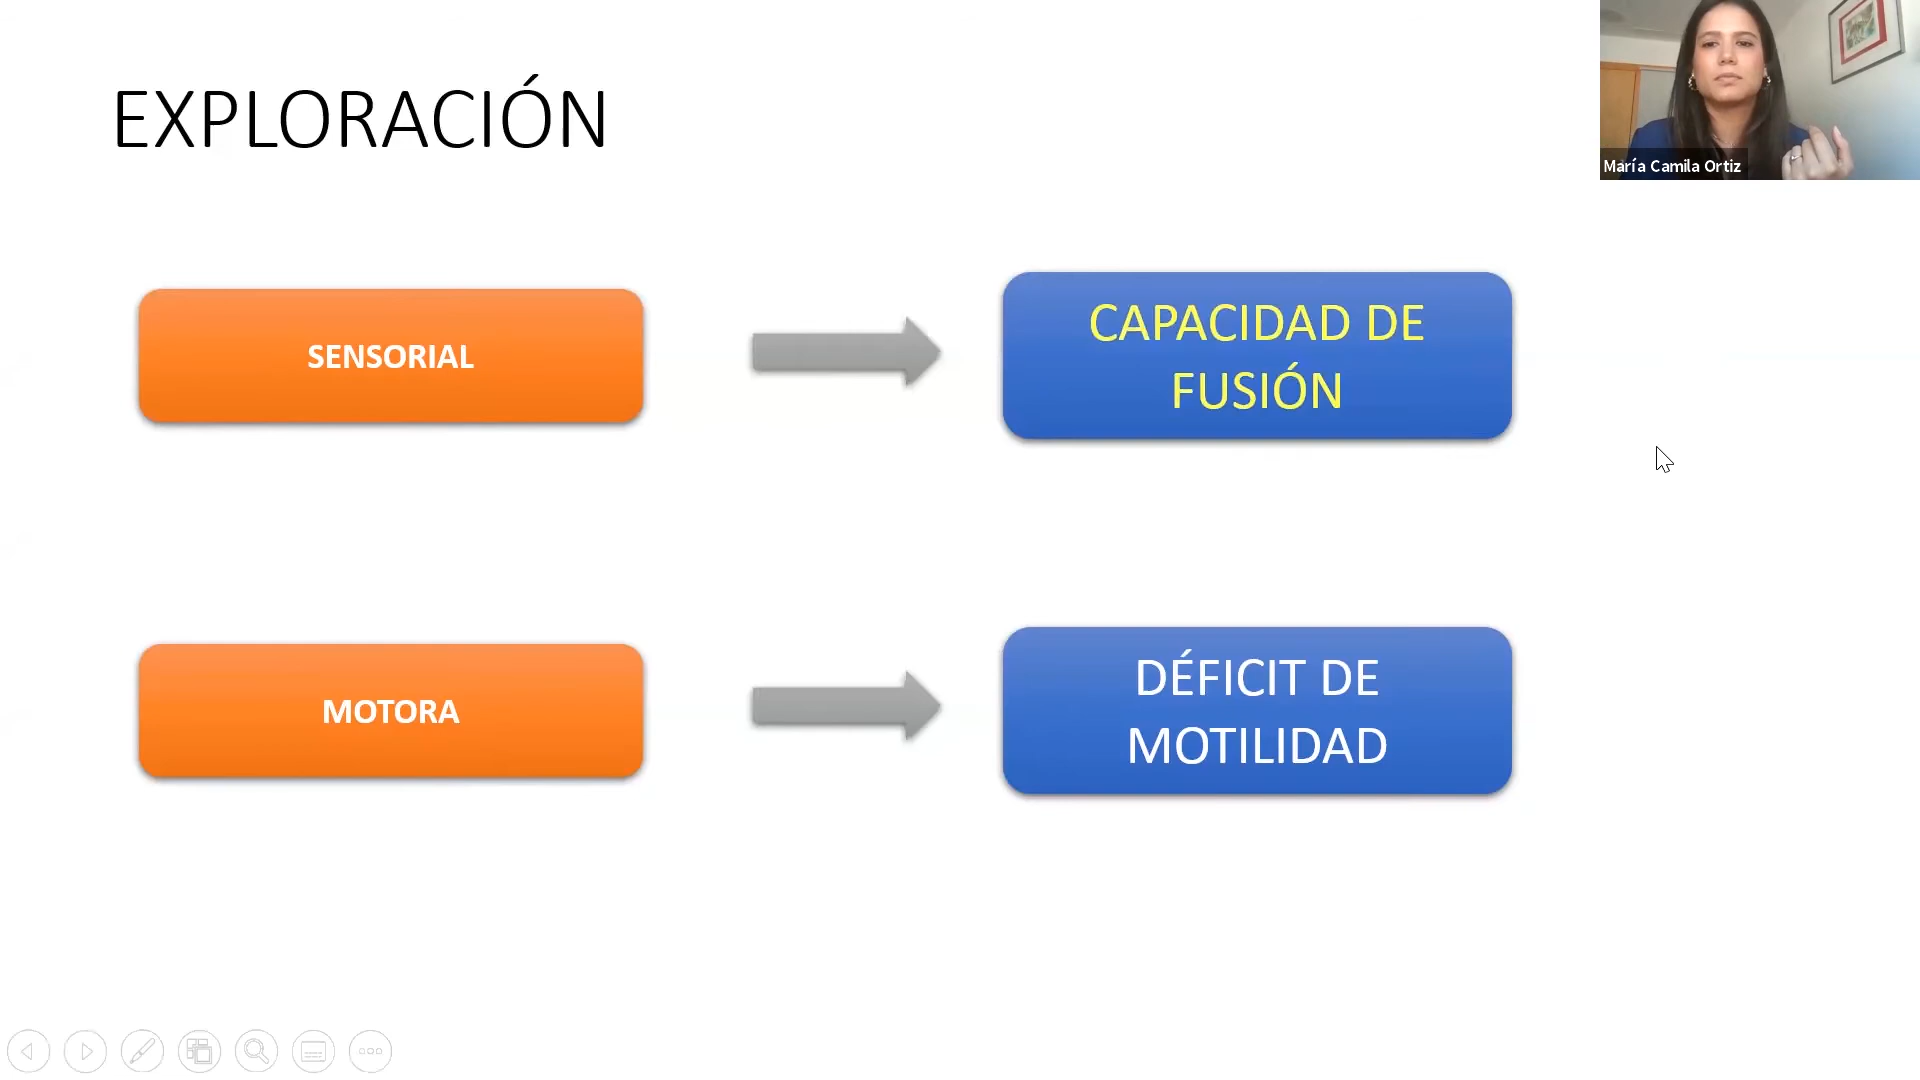 EXPLORACIÓN
María Camila Ortiz
SENSORIAL
CAPACIDAD DE
FUSIÓN
MOTORA
DÉFICIT DE
MOTILIDAD